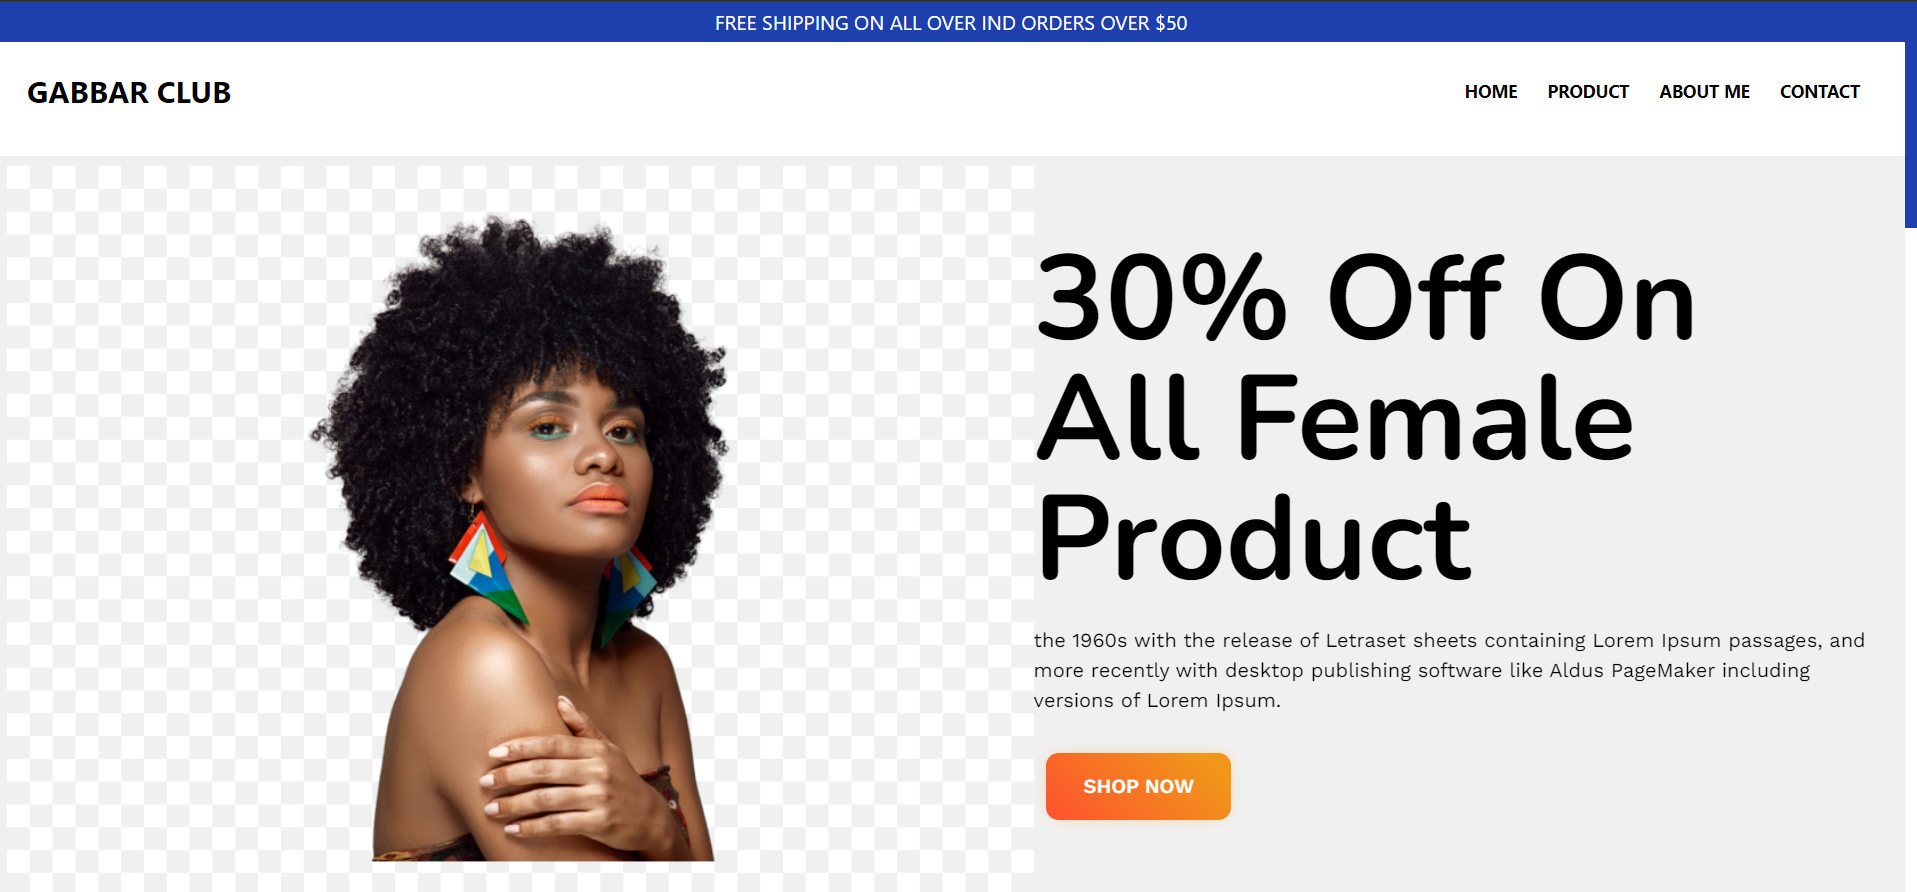 FREE SHIPPING ON ALL OVER IND ORDERS OVER $50
GABBAR CLUB
HOME PRODUCT ABOUT ME CONTACT
30% Off On
All Female
Product
the 1960s with the release of Letraset sheets containing Lorem Ipsum passages, and
more recently with desktop publishing software like Aldus PageMaker including
versions of Lorem Ipsum.
SHOP NOW